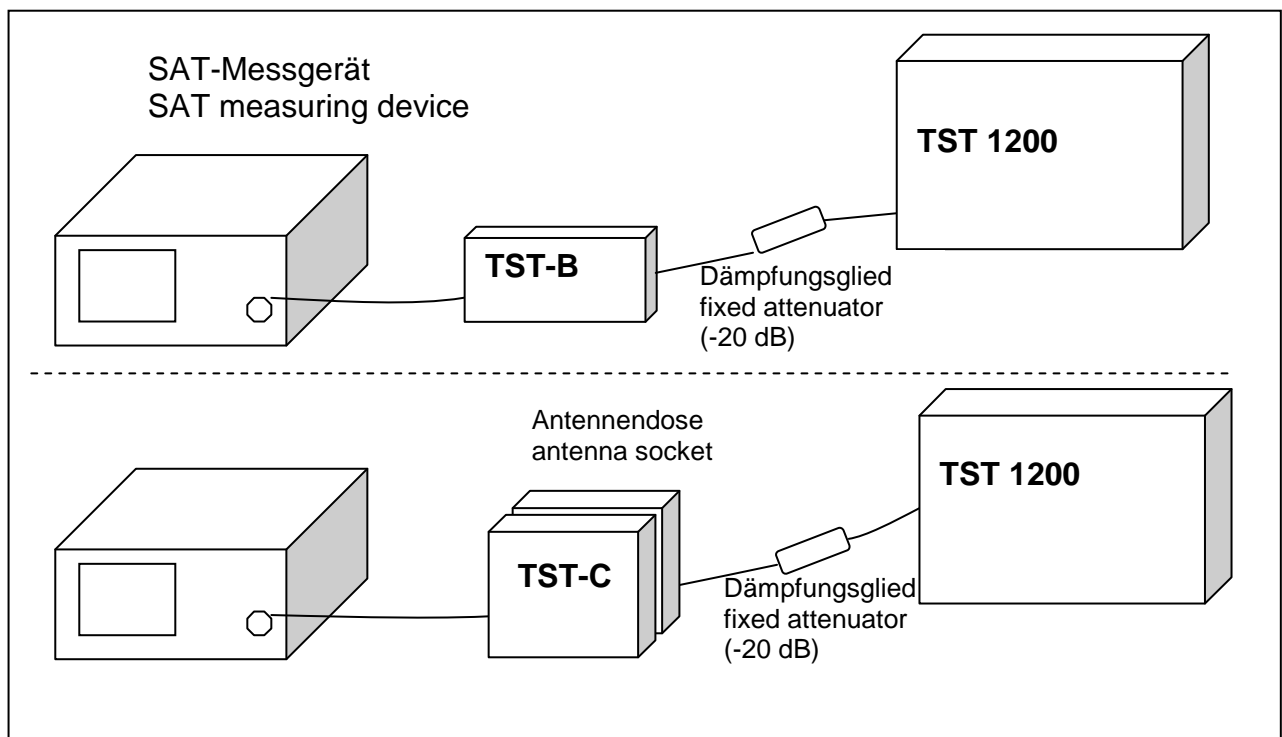 SAT-Messgerät
SAT measuring device
TST 1200
TST-B
Dämpfungsglied
fixed attenuator
(-20 dB)
Antennendose
antenna socket
TST 1200
TST-C
Dämpfungsglied
fixed attenuator
(-20 dB)